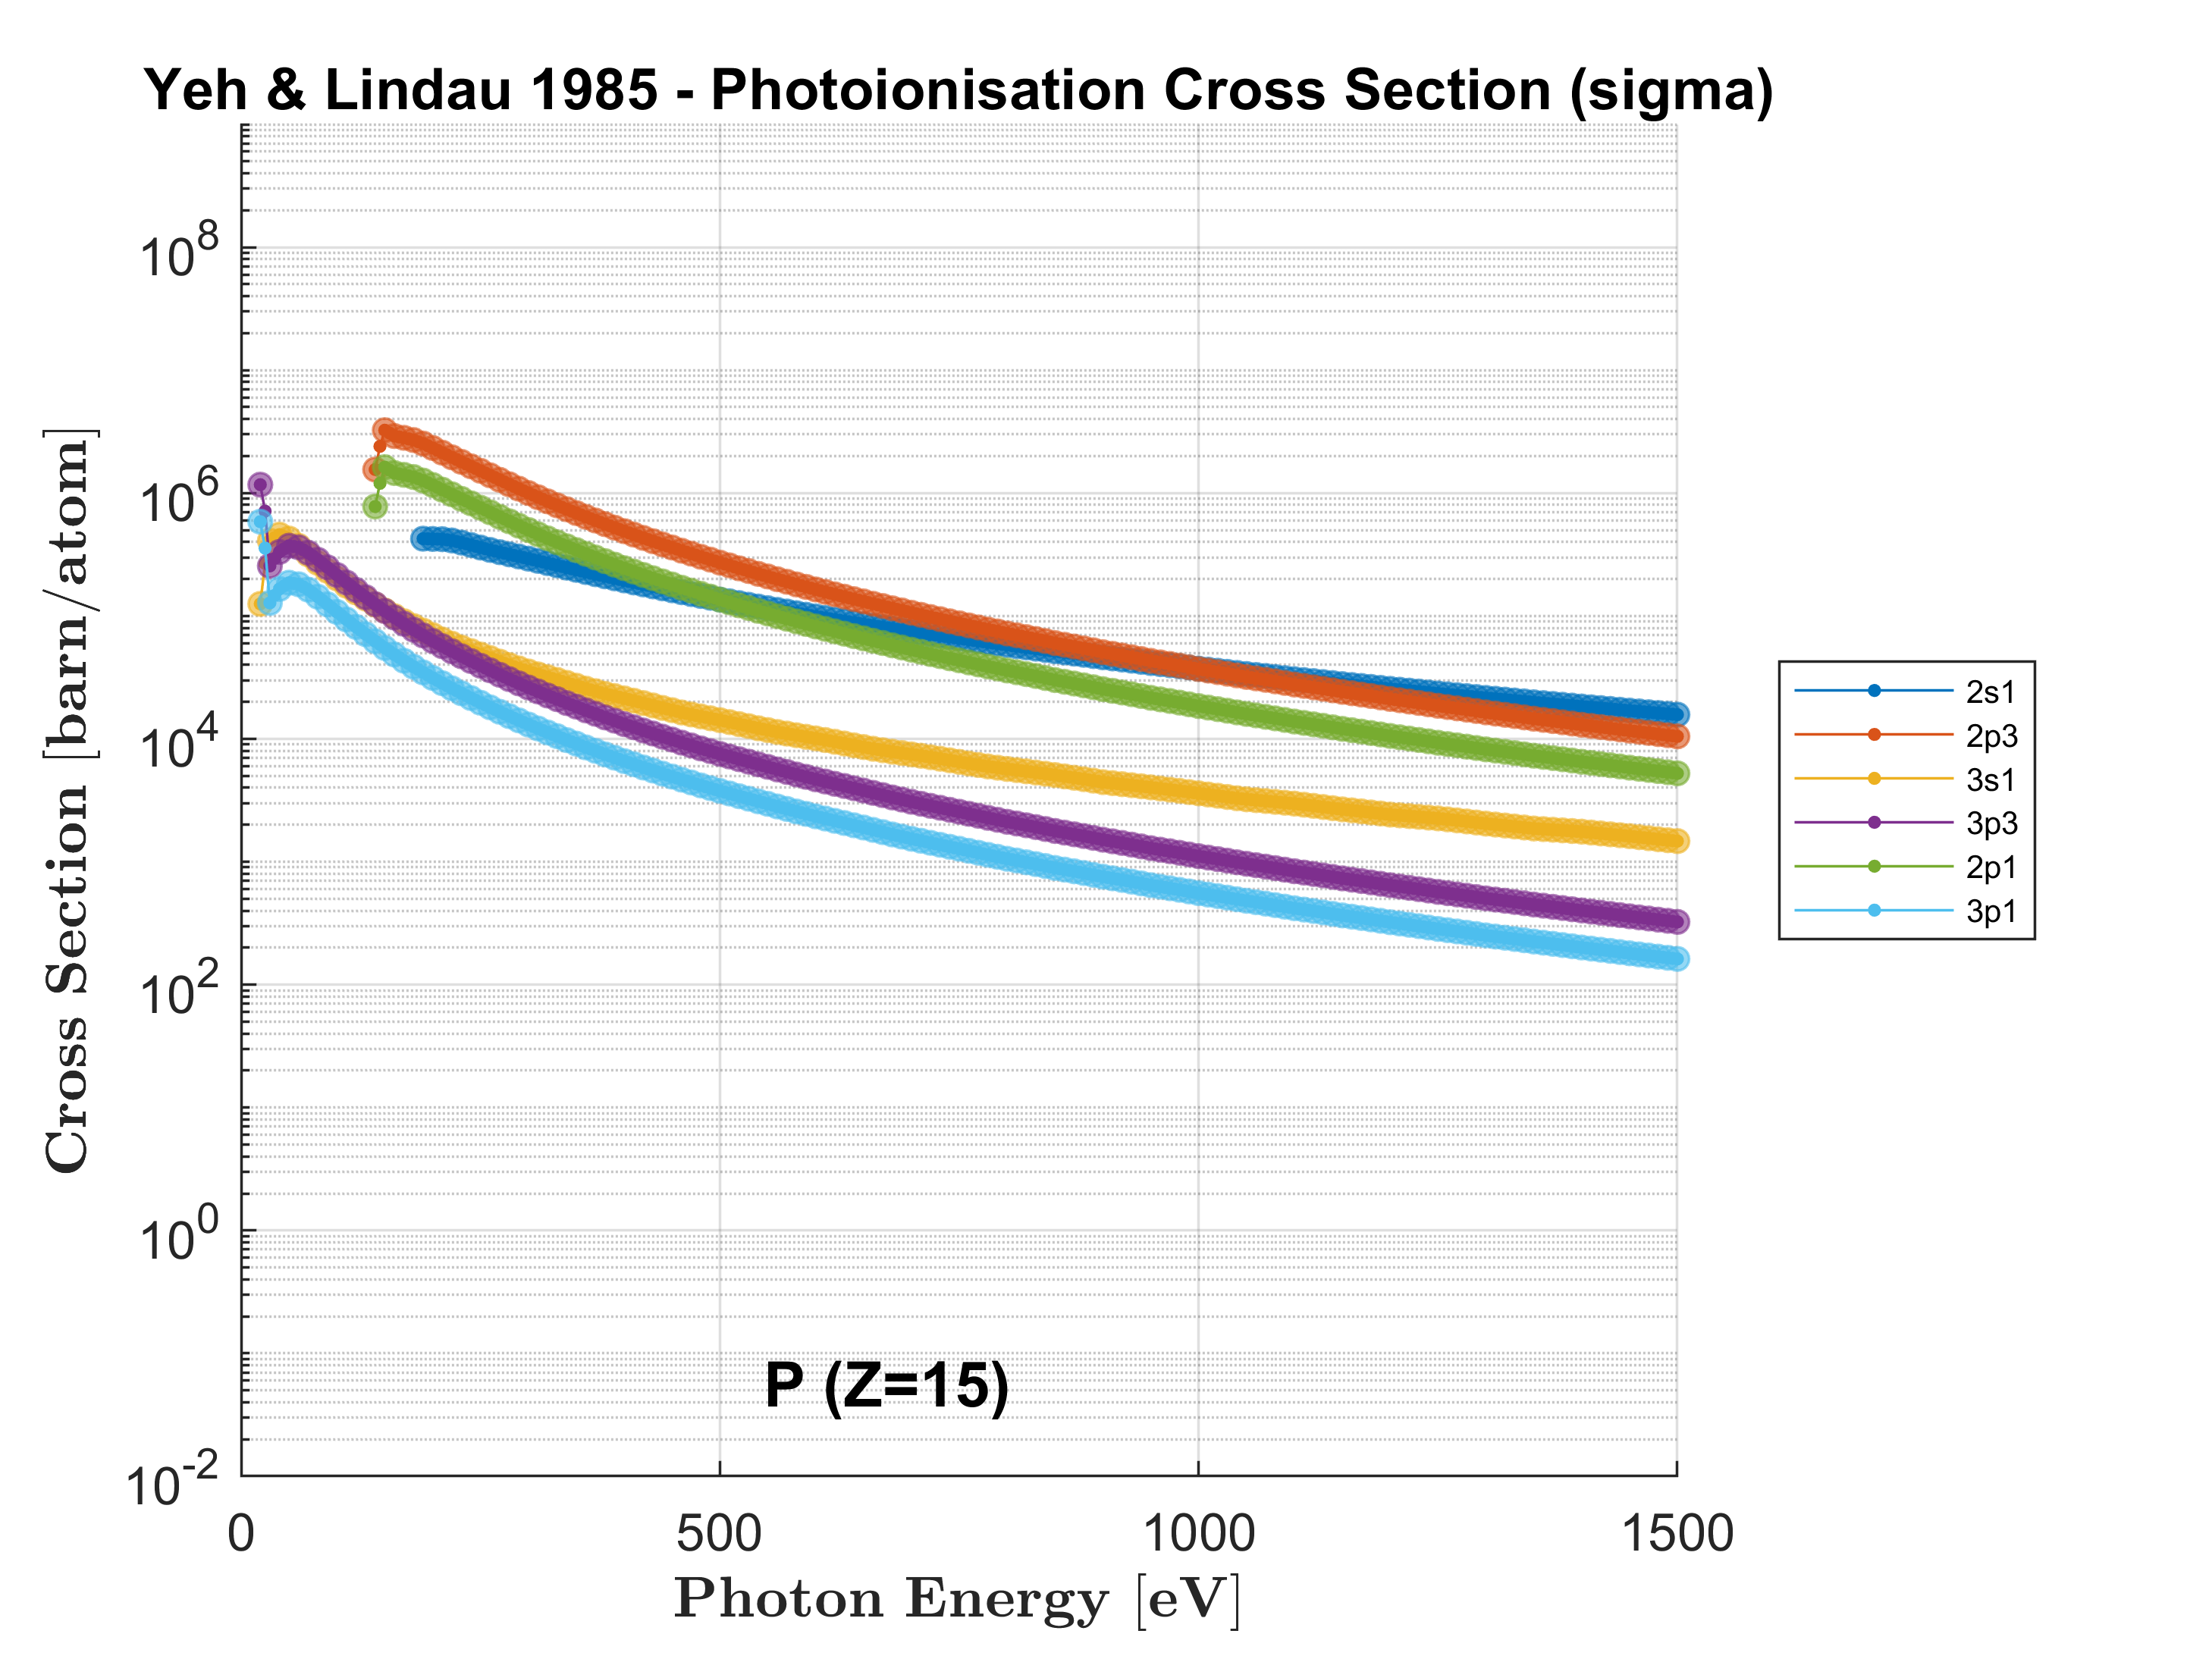 Yeh & Lindau 1985 - Photoionisation Cross Section (sigma)
Cross Section [barn/atom]
10^8
10^6
10^4
10^2
10^0
10^-2
0 500 1000 1500
Photon Energy [eV]
P (Z=15)
2s1
2p3
3s1
3p3
2p1
3p1